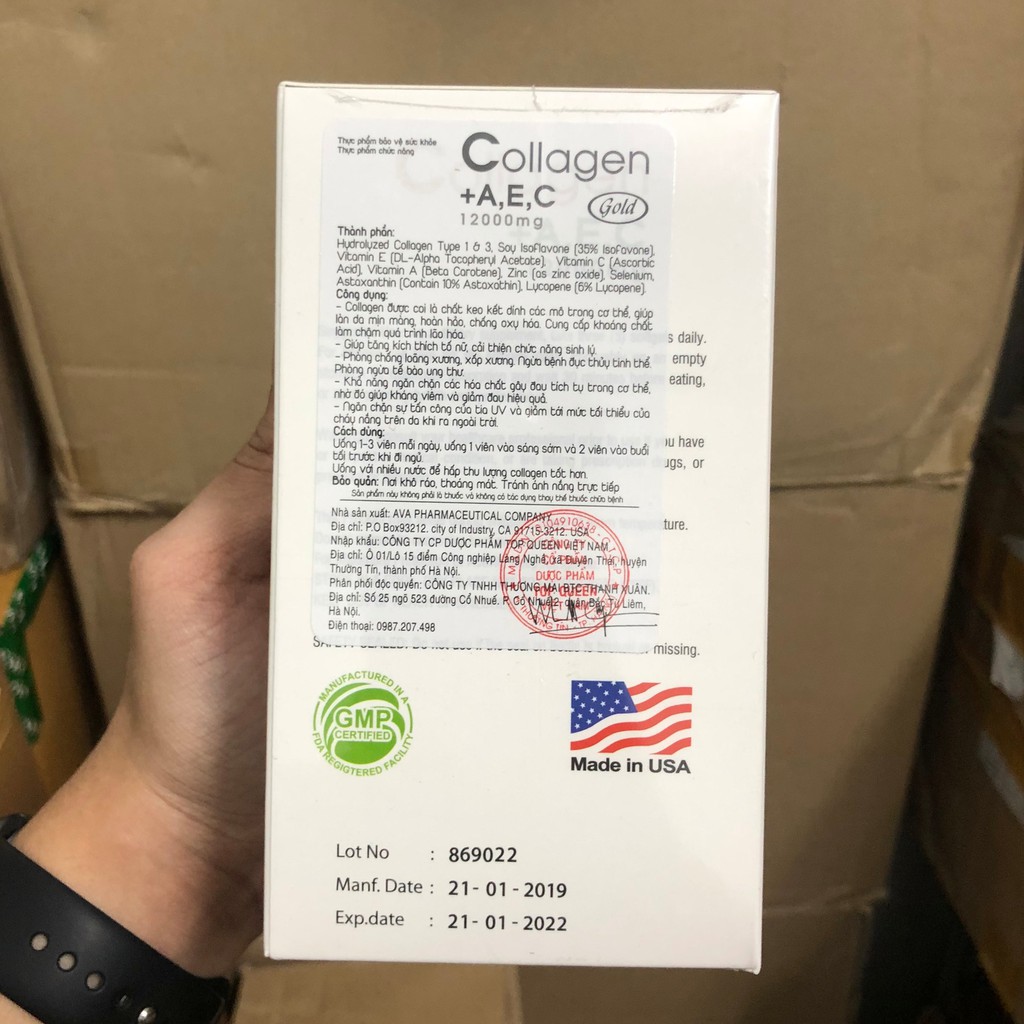 Thực phẩm bảo vệ sức khỏe
Thực phẩm chức năng
Collagen
+A,E,C
12000mg
Gold
Thành phần:
Hydrolyzed Collagen Type 1 & 3, Soy Isoflavone (35% Isofavone),
Vitamin E (DL-Alpha Tocopheryl Acetate), Vitamin C (Ascorbic
Acid), Vitamin A (Beta Carotene), Zinc (as zinc oxide), Selenium,
Astaxanthin (Contain 10% Astaxathin), Lycopene (6% Lycopene).
Công dụng:
- Collagen được coi là chất keo kết dính các mô trong cơ thể, giúp
làn da mịn màng, hoàn hảo, chống oxy hóa. Cung cấp khoáng chất
làm chậm quá trình lão hóa.
- Giúp tăng kích thích tố nữ, cải thiện chức năng sinh lý.
- Phòng chống loãng xương, xốp xương. Ngừa bệnh đục thủy tinh thể.
Phòng ngừa tế bào ung thư.
- Khả năng ngăn chặn các hóa chất gây đau tích tụ trong cơ thể,
nhờ đó giúp kháng viêm và giảm đau hiệu quả.
- Ngăn chặn sự tấn công của tia UV và giảm tới mức tối thiểu của
cháy nắng trên da khi ra ngoài trời.
Cách dùng:
Uống 1-3 viên mỗi ngày, uống 1 viên vào sáng sớm và 2 viên vào buổi
tối trước khi đi ngủ.
Uống với nhiều nước để hấp thu lượng collagen tốt hơn.
Bảo quản: Nơi khô ráo, thoáng mát. Tránh ánh nắng trực tiếp
Sản phẩm này không phải là thuốc và không có tác dụng thay thế thuốc chữa bệnh
Nhà sản xuất: AVA PHARMACEUTICAL COMPANY
Địa chỉ: P.O Box93212. city of Industry, CA 91715-3212. USA
Nhập khẩu: CÔNG TY CP DƯỢC PHẨM TOP QUEEN VIỆT NAM
Địa chỉ: Ô 01/Lô 15 điểm Công nghiệp Làng Nghề, xã Duyên Thái, huyện
Thường Tín, thành phố Hà Nội.
Phân phối độc quyền: CÔNG TY TNHH THƯƠNG MẠI BTC THANH XUÂN.
Địa chỉ: Số 25 ngõ 523 đường Cổ Nhuế. P. Cổ Nhuế 2, quận Bắc Từ Liêm,
Hà Nội.
Điện thoại: 0987.207.498
CÔNG TY
CỔ PHẦN
DƯỢC PHẨM
TOP QUEEN
s daily.
empty
eating,
ou have
ugs, or
ture.
missing.
MANUFACTURED IN A
GMP
CERTIFIED
FDA REGIGTERED FACILITY
Made in USA
Lot No : 869022
Manf. Date : 21- 01 - 2019
Exp.date : 21- 01 - 2022